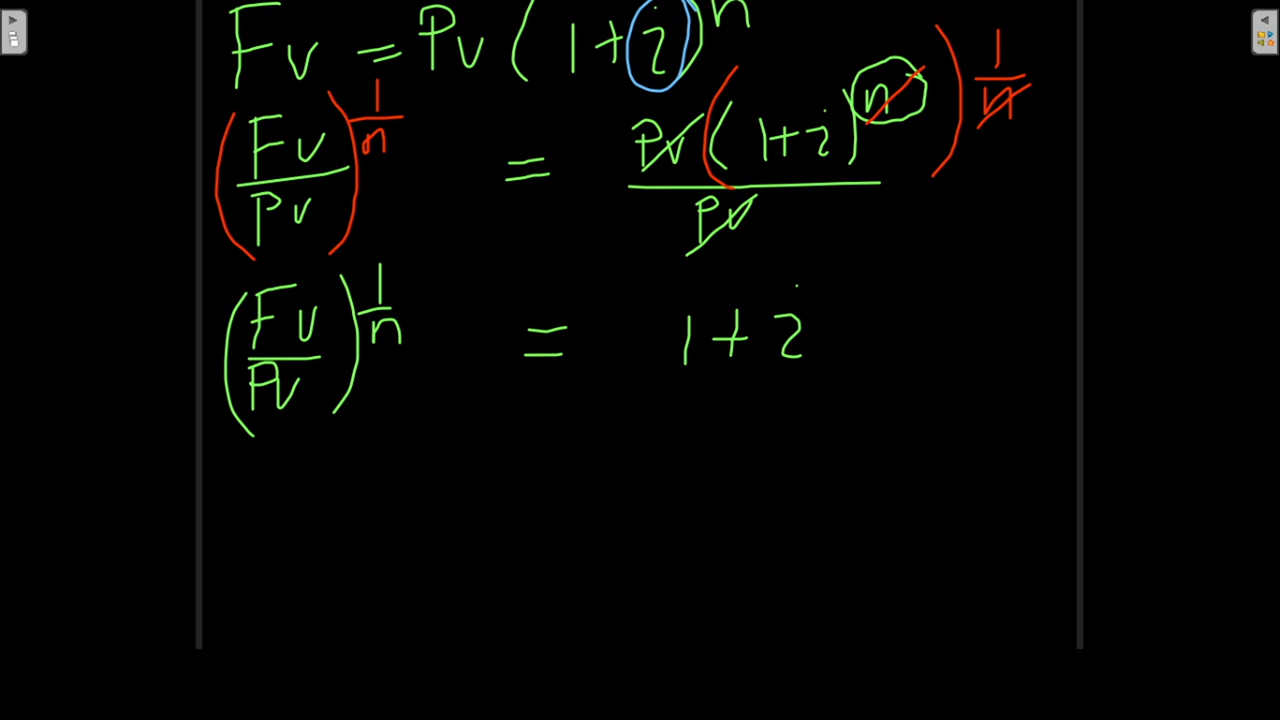 Fv = Pv (1+i)^n
(Fv/Pv)^(1/n) = Pv((1+i)^n)^(1/n)/Pv
(Fv/Pv)^(1/n) = 1+i